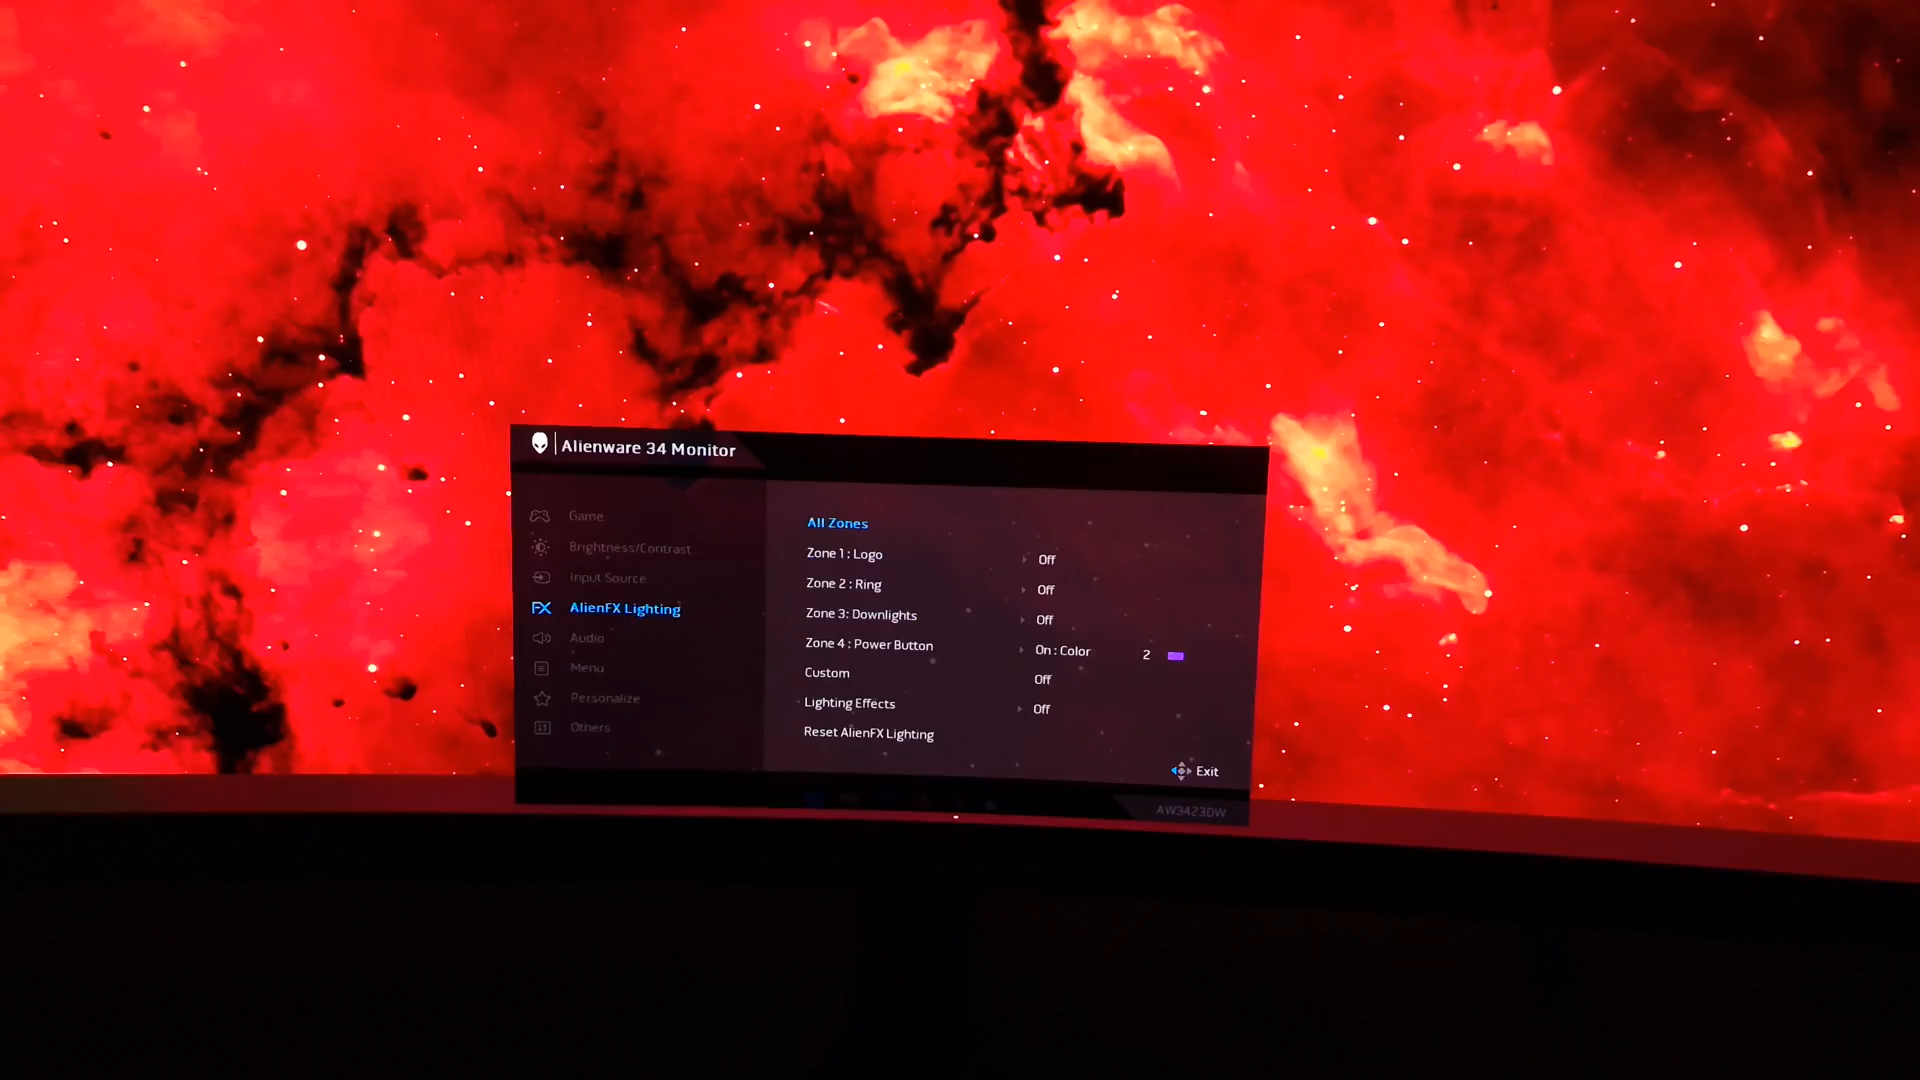 Alienware 34 Monitor
Game
Brightness/Contrast
Input Source
FX AlienFX Lighting
Audio
Menu
Personalize
Others
All Zones
Zone 1 : Logo Off
Zone 2 : Ring Off
Zone 3: Downlights Off
Zone 4 : Power Button On : Color 2
Custom Off
Lighting Effects Off
Reset AlienFX Lighting
Exit
AW3423DW